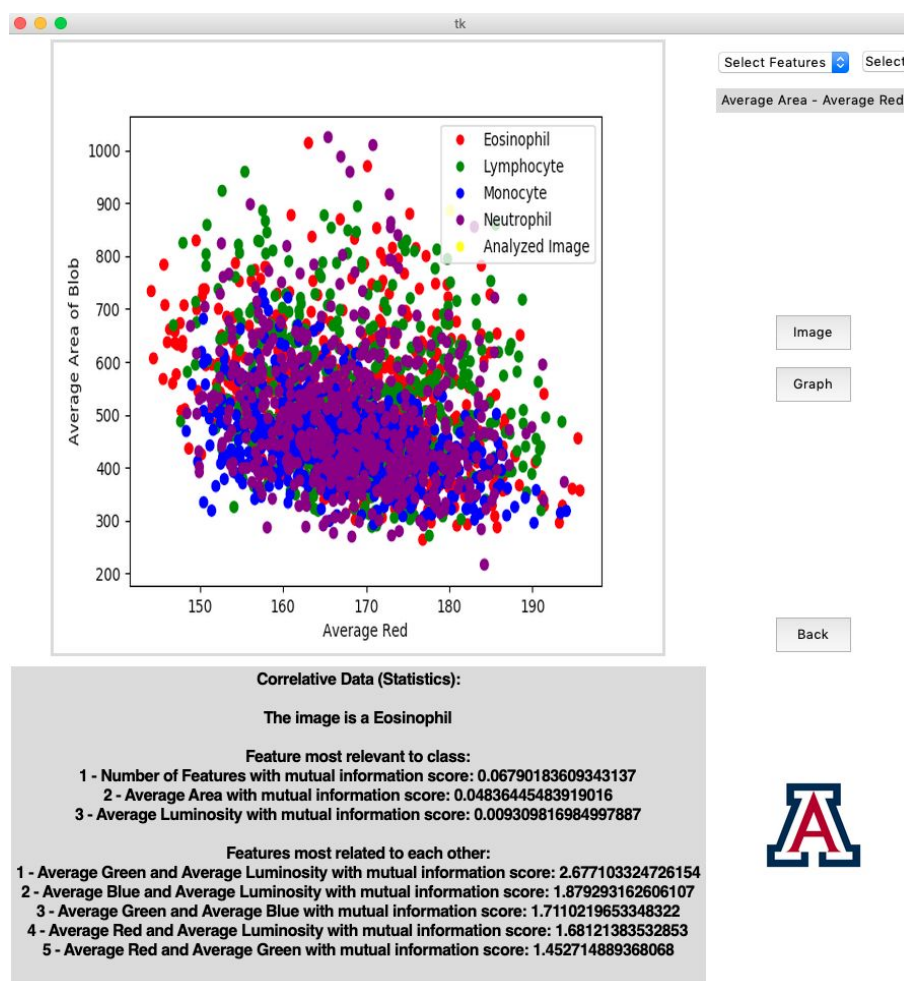 tk
Select Features
Select
Average Area - Average Red
1000
900
800
700
600
500
400
300
200
Average Area of Blob
Eosinophil
Lymphocyte
Monocyte
Neutrophil
Analyzed Image
150 160 170 180 190
Average Red
Image
Graph
Back
Correlative Data (Statistics):
The image is a Eosinophil
Feature most relevant to class:
1 - Number of Features with mutual information score: 0.06790183609343137
2 - Average Area with mutual information score: 0.04836445483919016
3 - Average Luminosity with mutual information score: 0.009309816984997887
Features most related to each other:
1 - Average Green and Average Luminosity with mutual information score: 2.677103324726154
2 - Average Blue and Average Luminosity with mutual information score: 1.879293162606107
3 - Average Green and Average Blue with mutual information score: 1.7110219653348322
4 - Average Red and Average Luminosity with mutual information score: 1.68121383532853
5 - Average Red and Average Green with mutual information score: 1.452714889368068
A